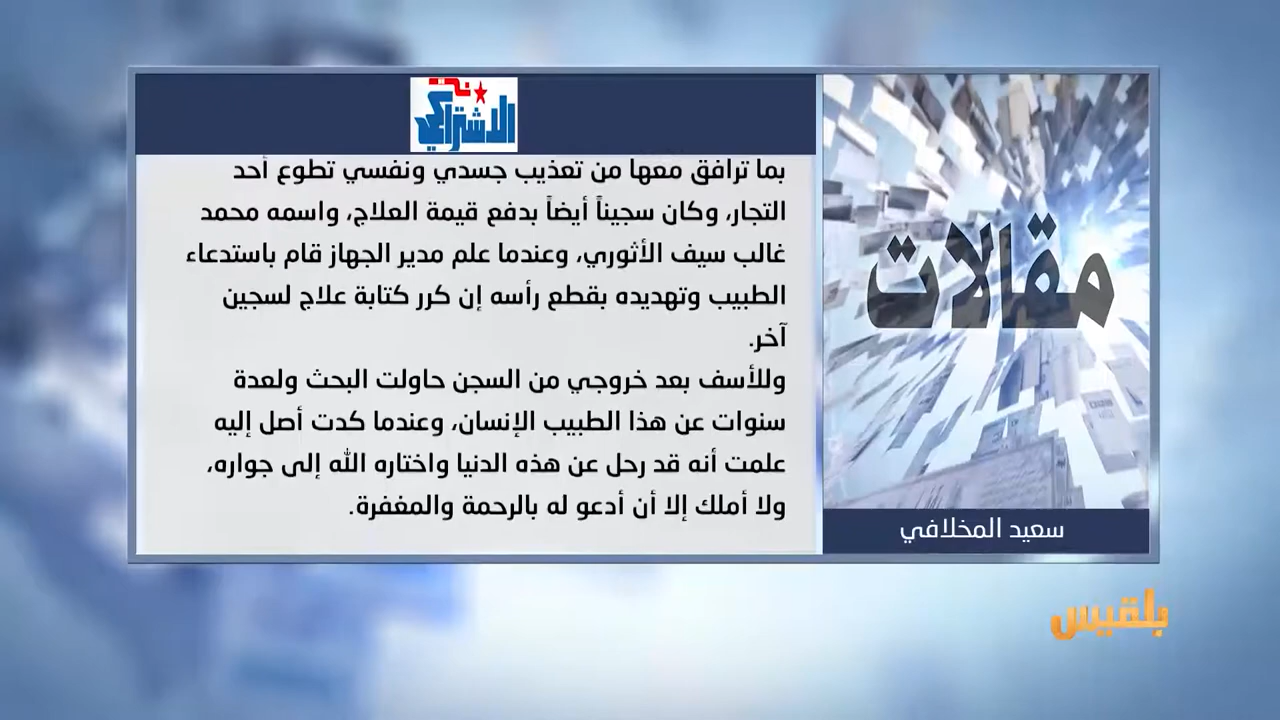 الاشتراكي نت
بما ترافق معها من تعذيب جسدي ونفسي تطوع أحد
التجار، وكان سجيناً أيضاً بدفع قيمة العلاج، واسمه محمد
غالب سيف الأثوري، وعندما علم مدير الجهاز قام باستدعاء
الطبيب وتهديده بقطع رأسه إن كرر كتابة علاج لسجين
آخر.
وللأسف بعد خروجي من السجن حاولت البحث ولعدة
سنوات عن هذا الطبيب الإنسان، وعندما كدت أصل إليه
علمت أنه قد رحل عن هذه الدنيا واختاره الله إلى جواره،
ولا أملك إلا أن أدعو له بالرحمة والمغفرة.
مقالات
سعيد المخلافي
بلقيس